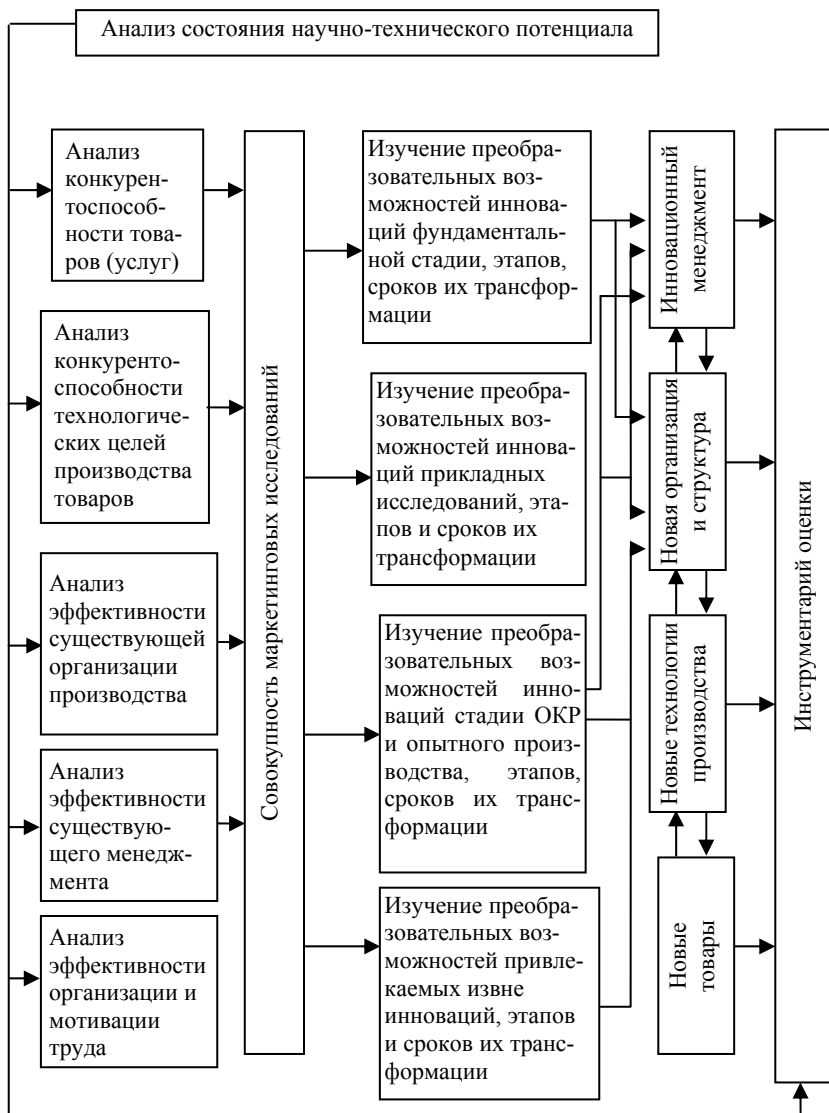 Анализ состояния научно-технического потенциала
Анализ
конкурен-
тоспособ-
ности това-
ров (услуг)
Анализ
конкуренто-
способности
технологиче-
ских целей
производства
товаров
Анализ
эффективности
существующей
организации
производства
Анализ
эффективности
существую-
щего менедж-
мента
Анализ
эффективности
организации и
мотивации
труда
Совокупность маркетинговых исследований
Изучение преобра-
зовательных воз-
можностей иннова-
ций фундаменталь-
ной стадии, этапов,
сроков их трансфор-
мации
Изучение преобра-
зовательных воз-
можностей иннова-
ций прикладных
исследований, эта-
пов и сроков их
трансформации
Изучение преобра-
зовательных воз-
можностей инно-
ваций стадии ОКР
и опытного произ-
водства, этапов,
сроков их транс-
формации
Изучение преобра-
зовательных воз-
можностей привле-
каемых извне
инноваций, этапов
и сроков их транс-
формации
Инновационный
менеджмент
Новая организация
и структура
Новые технологии
производства
Новые
товары
Инструментарий оценки